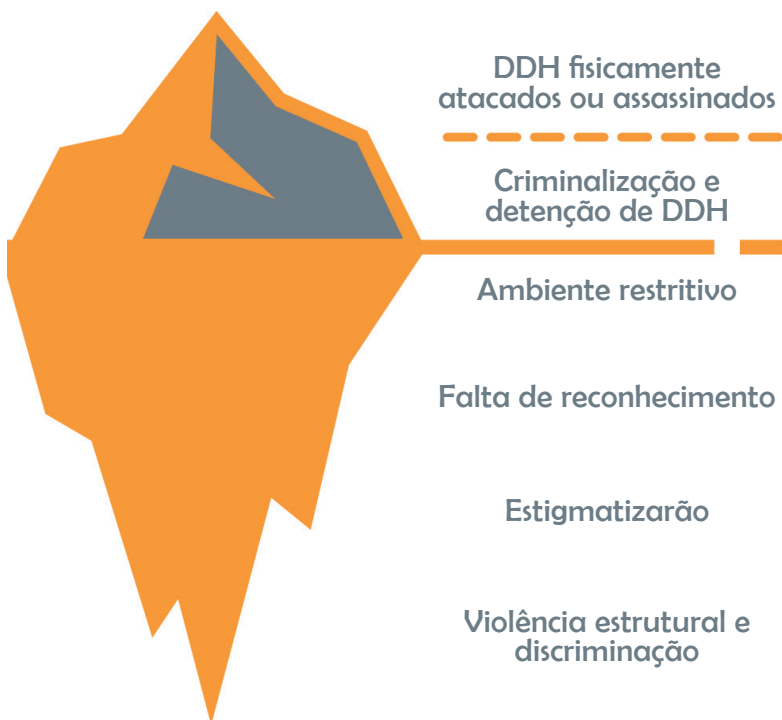 DDH fisicamente
atacados ou assassinados
Criminalização e
detenção de DDH
Ambiente restritivo
Falta de reconhecimento
Estigmatizarão
Violência estrutural e
discriminação